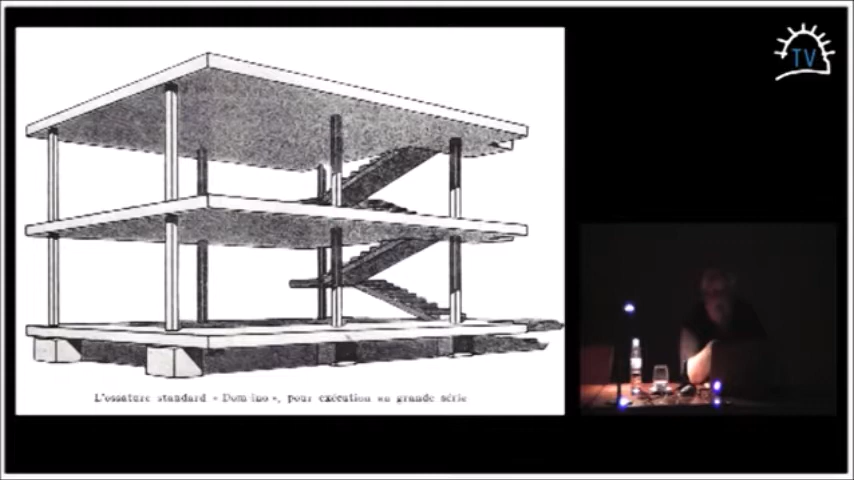 TV
L'ossature standard « Dom-ino », pour exécution en grande série